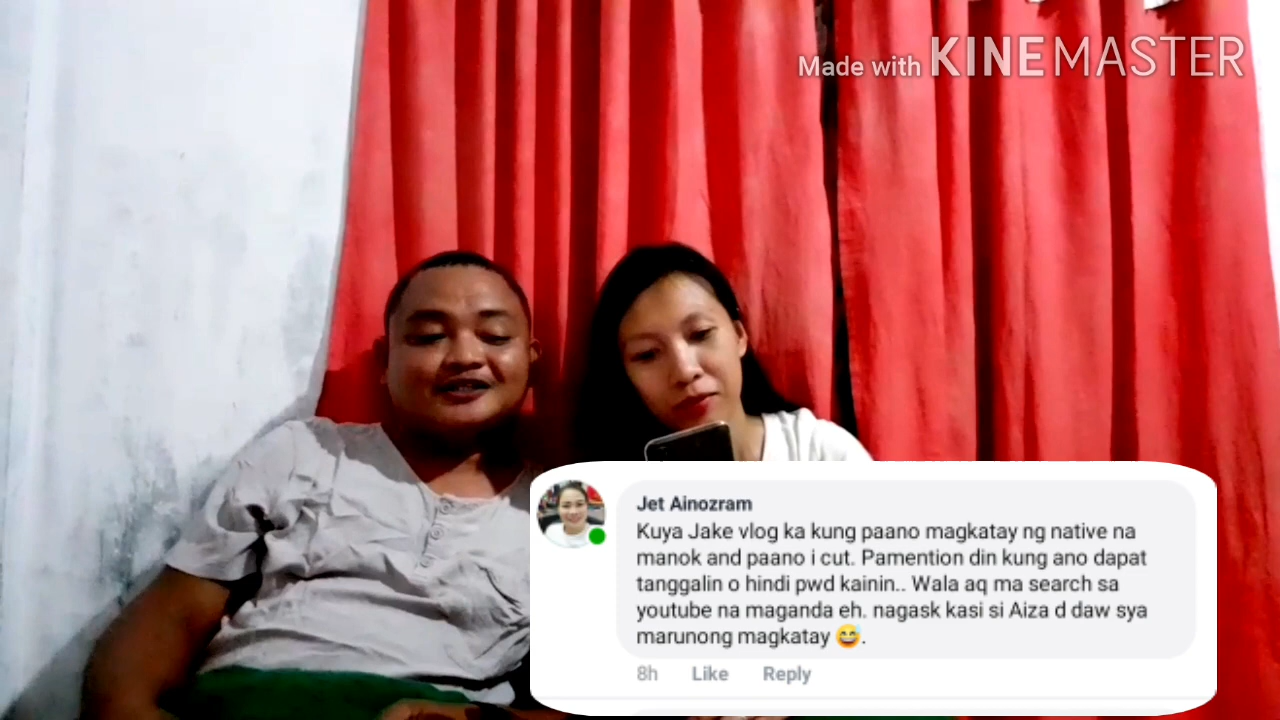 Made with KINEMASTER
Jet Ainozram
Kuya Jake vlog ka kung paano magkatay ng native na
manok and paano i cut. Pamention din kung ano dapat
tanggalin o hindi pwd kainin.. Wala aq ma search sa
youtube na maganda eh. nagask kasi si Aiza d daw sya
marunong magkatay 😅.
8h Like Reply